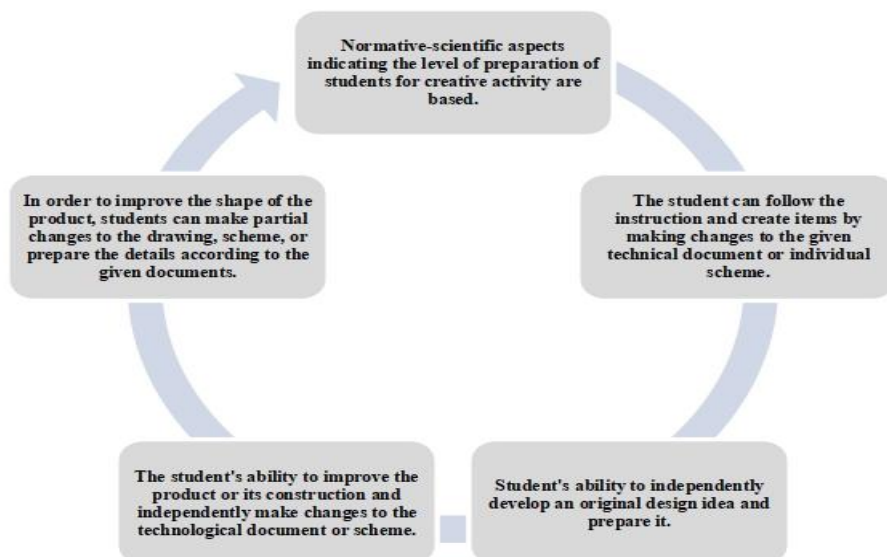 Normative-scientific aspects
indicating the level of preparation of
students for creative activity are
based.
The student can follow the
instruction and create items by
making changes to the given
technical document or individual
scheme.
Student's ability to independently
develop an original design idea and
prepare it.
The student's ability to improve the
product or its construction and
independently make changes to the
technological document or scheme.
In order to improve the shape of the
product, students can make partial
changes to the drawing, scheme, or
prepare the details according to the
given documents.